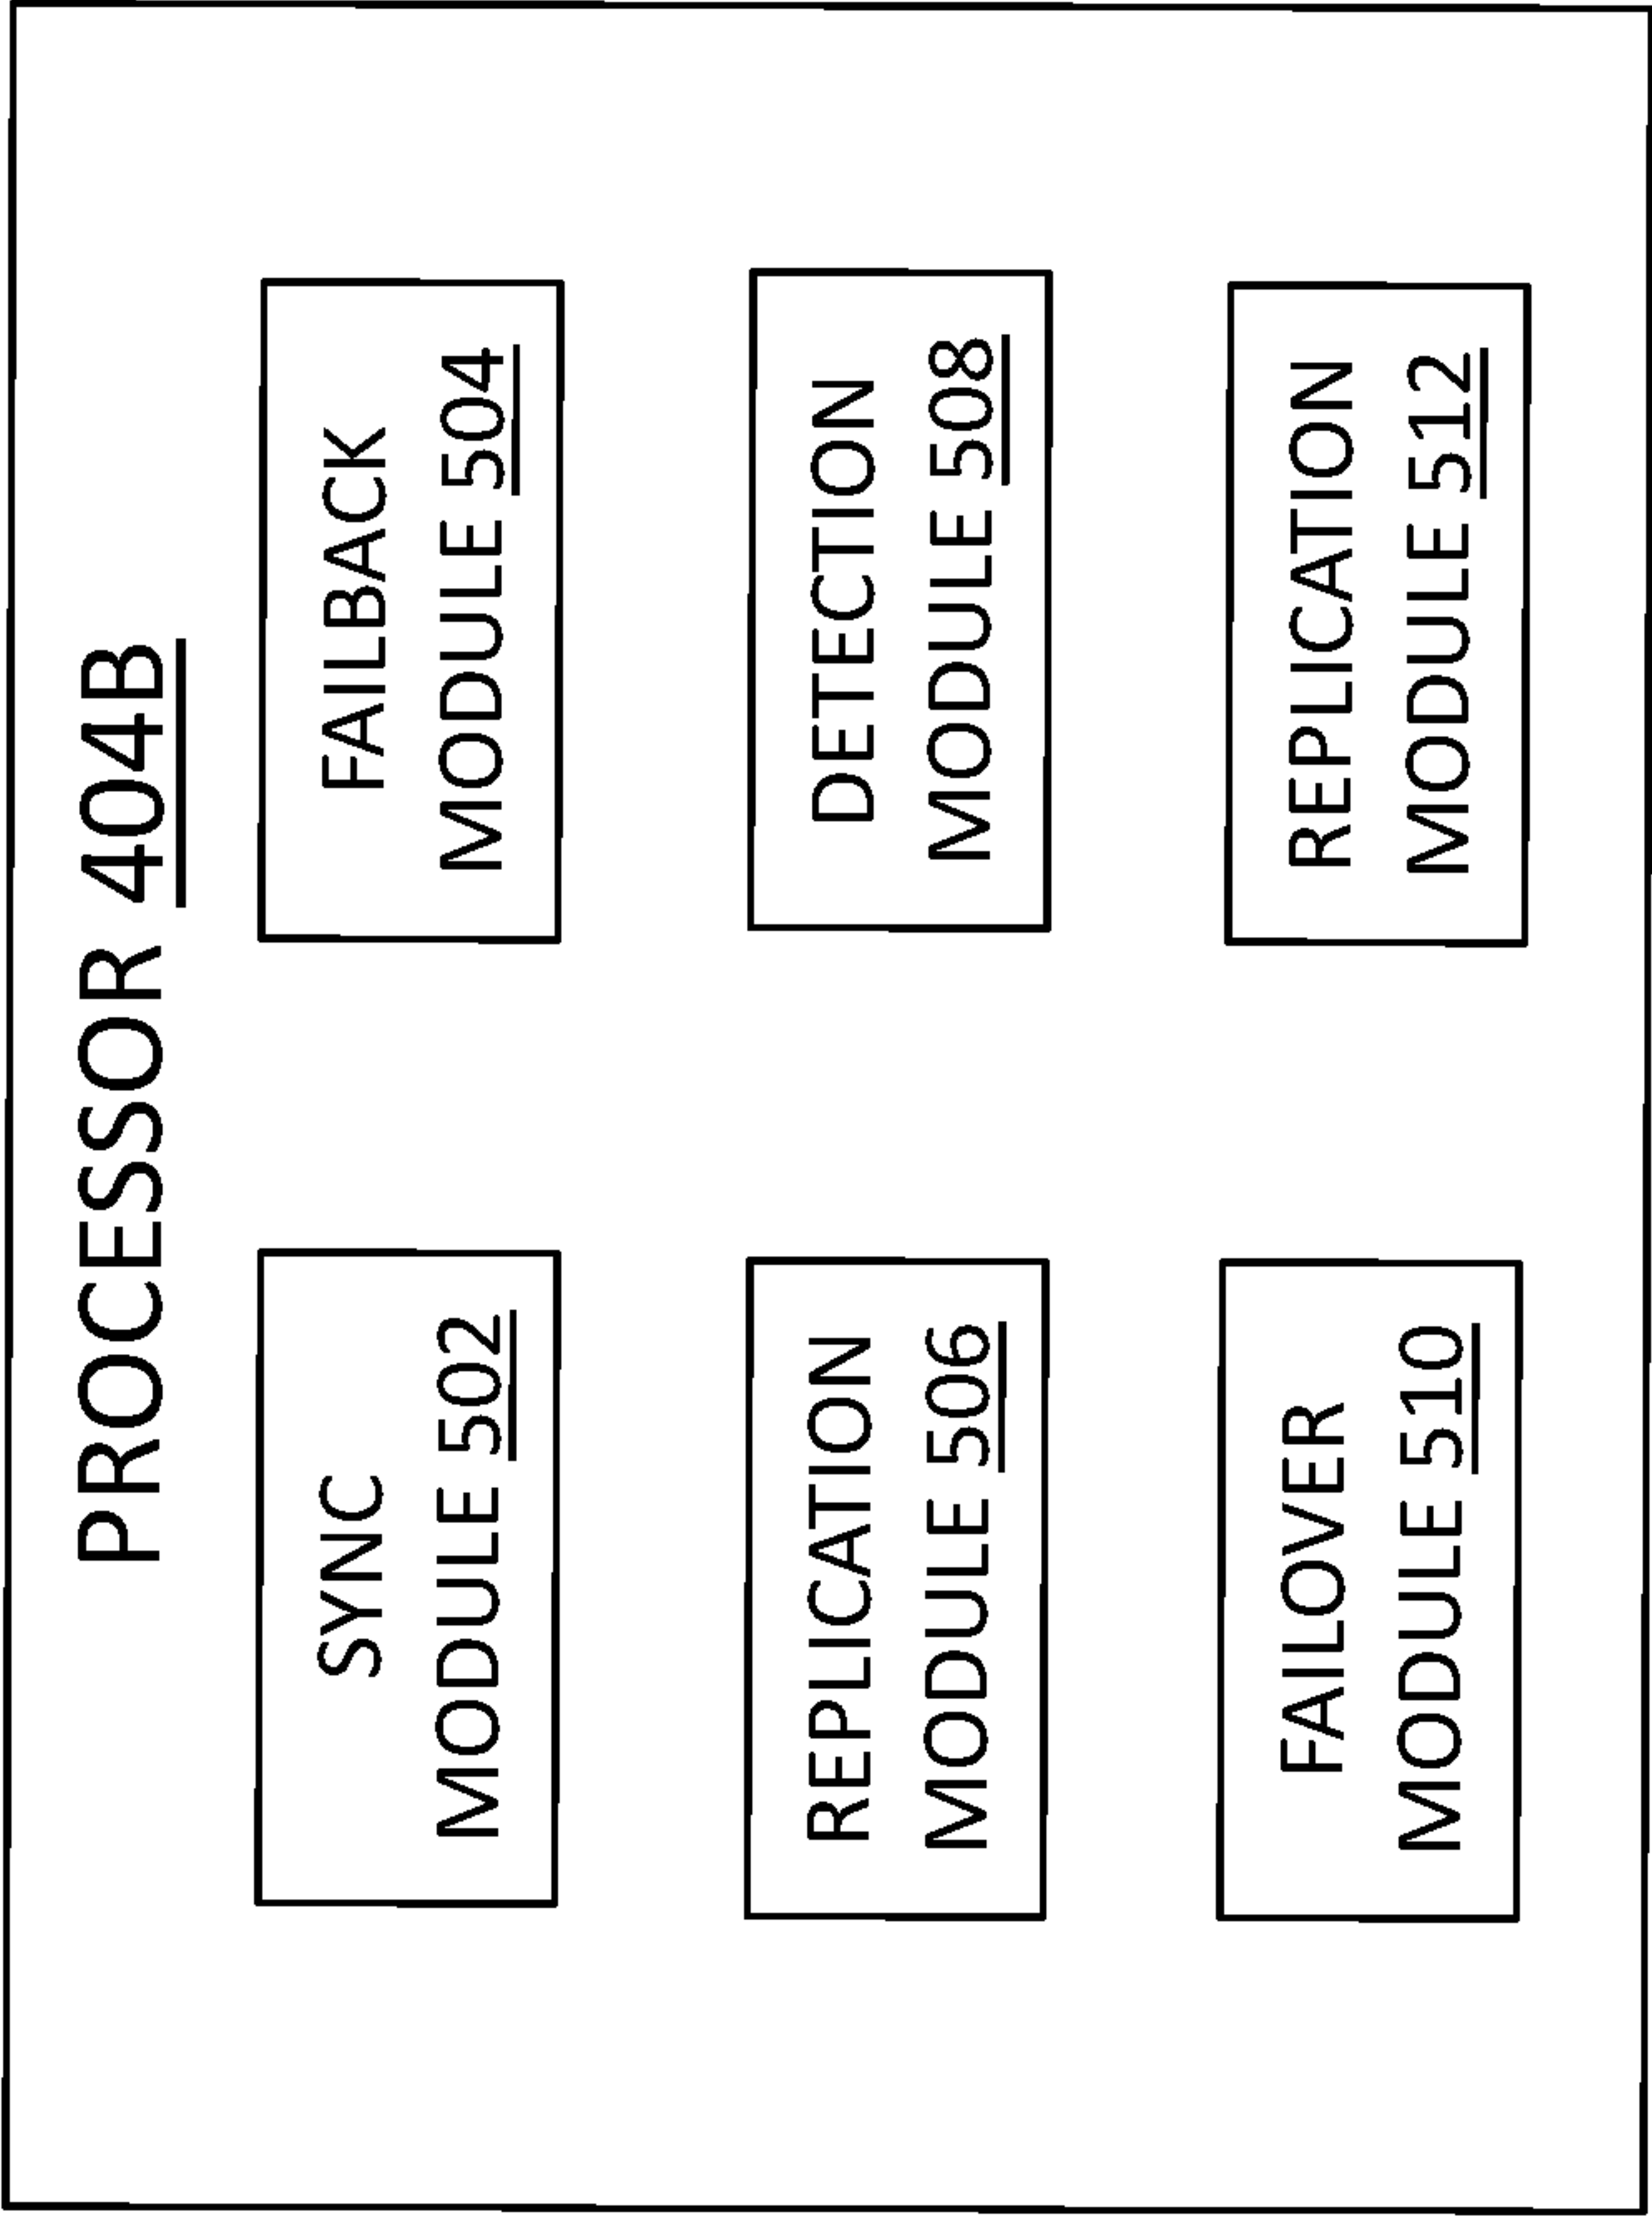 PROCESSOR 404B
SYNC
MODULE 502
FAILBACK
MODULE 504
REPLICATION
MODULE 506
DETECTION
MODULE 508
FAILOVER
MODULE 510
REPLICATION
MODULE 512